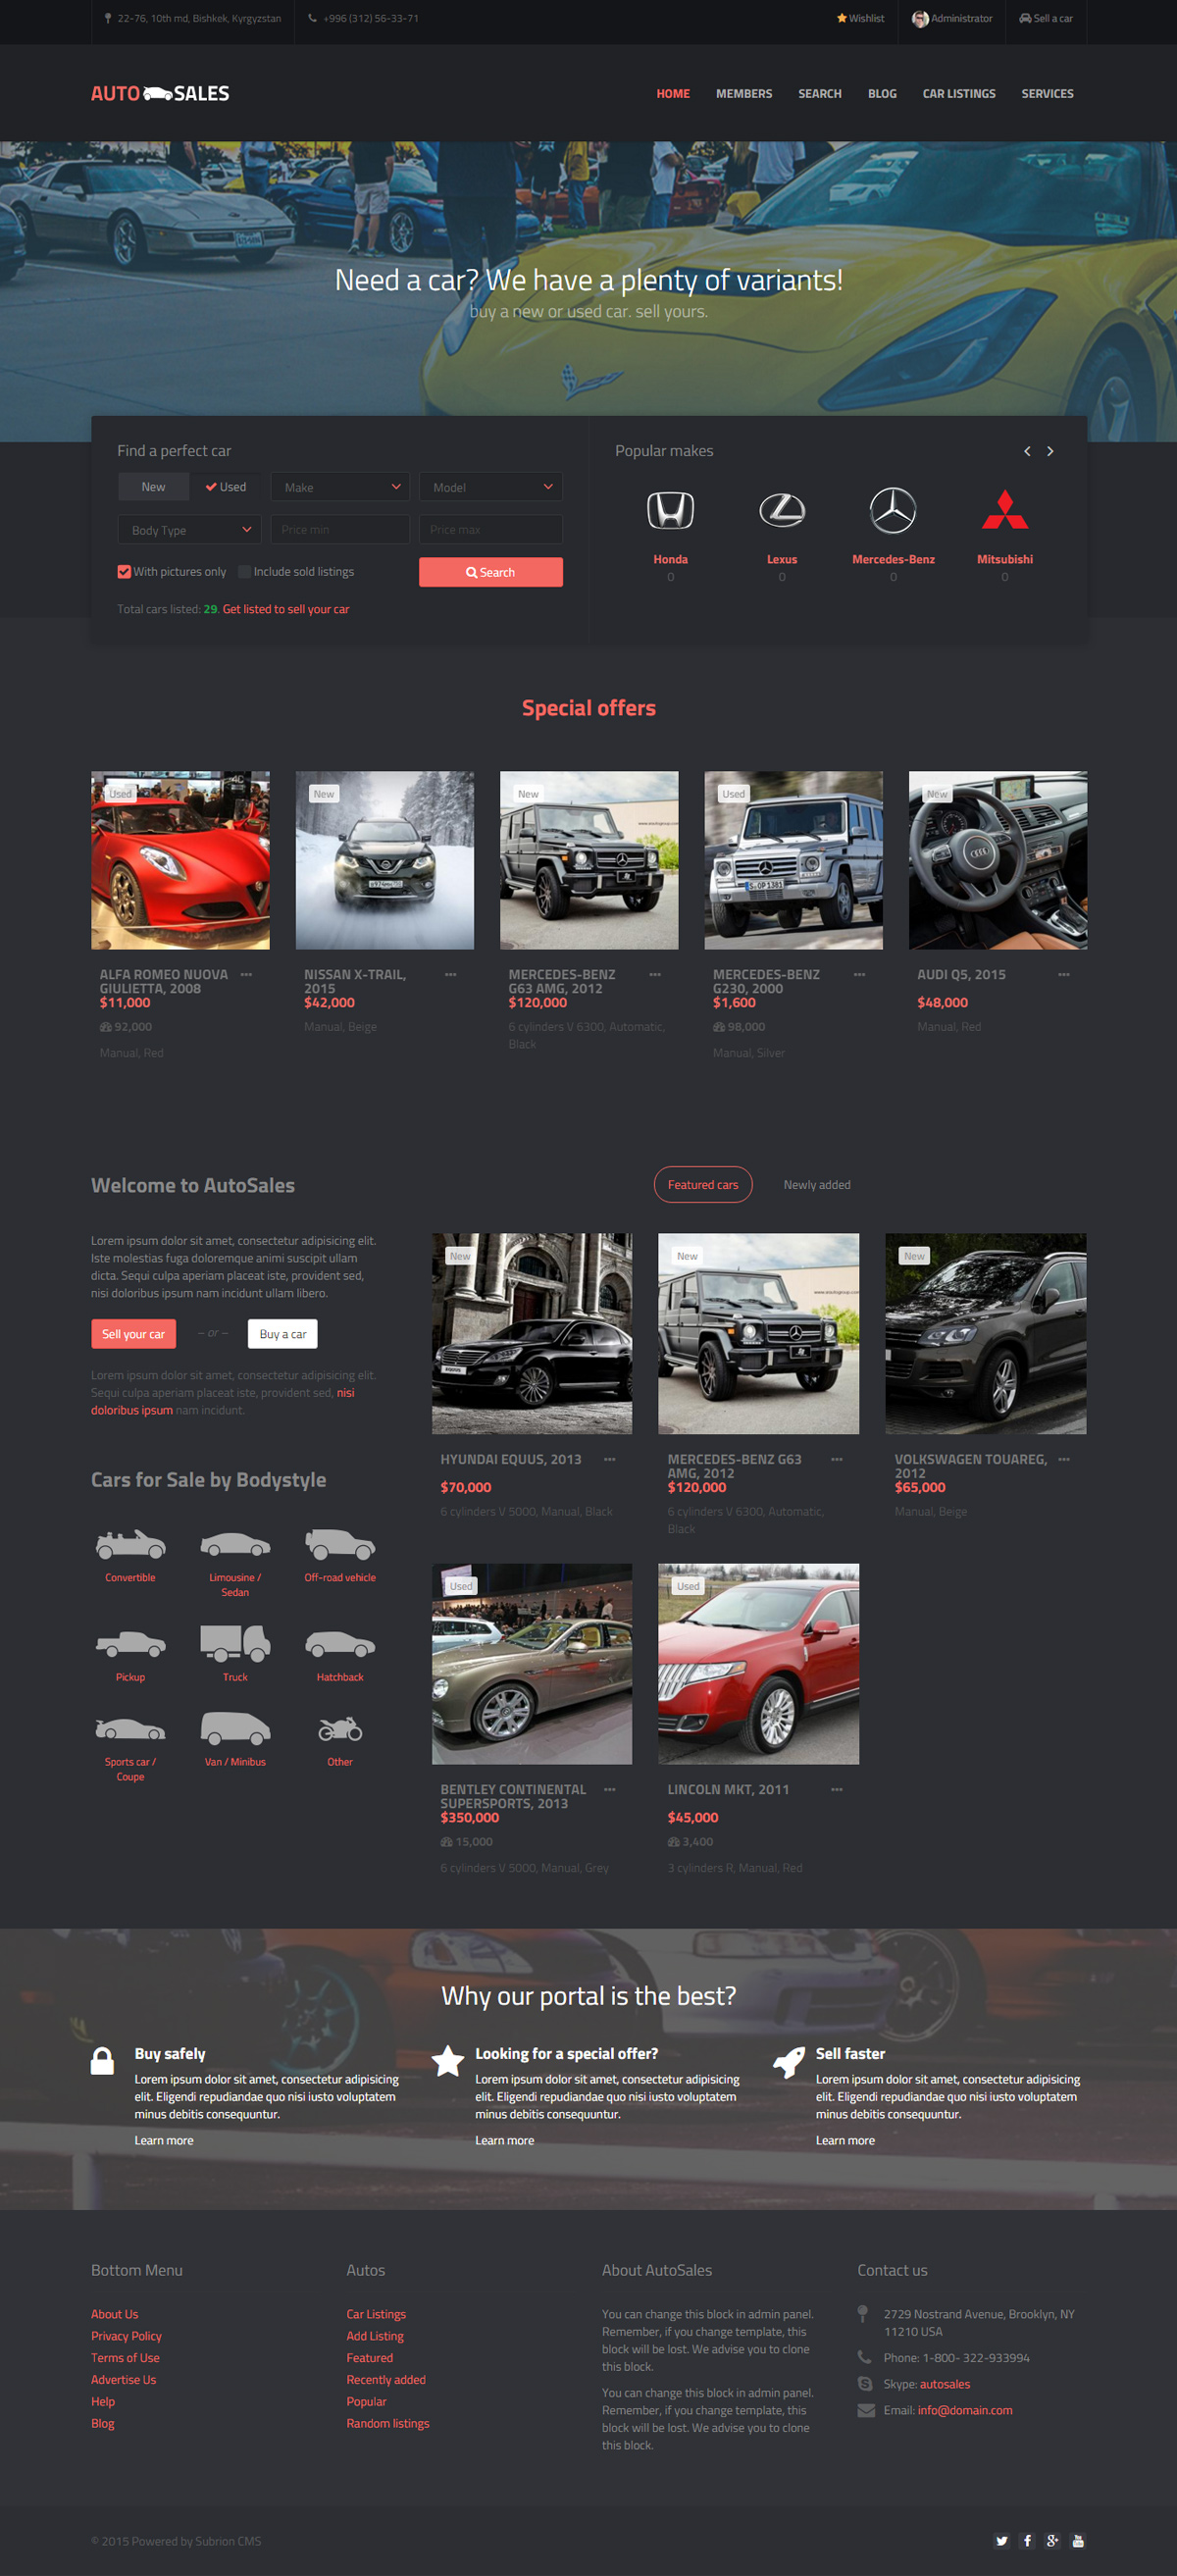 22-76, 10th md, Bishkek, Kyrgyzstan
+996 (312) 56-33-71
Wishlist
Administrator
Sell a car
AUTO SALES
HOME
MEMBERS
SEARCH
BLOG
CAR LISTINGS
SERVICES
Need a car? We have a plenty of variants!
buy a new or used car. sell yours.
Find a perfect car
New
Used
Make
Model
Body Type
Price min
Price max
With pictures only
Include sold listings
Search
Total cars listed: 29. Get listed to sell your car
Popular makes
Honda
0
Lexus
0
Mercedes-Benz
0
Mitsubishi
0
Special offers
Used
ALFA ROMEO NUOVA
GIULIETTA, 2008
$11,000
92,000
Manual, Red
New
NISSAN X-TRAIL,
2015
$42,000
Manual, Beige
New
MERCEDES-BENZ
G63 AMG, 2012
$120,000
6 cylinders V 6300, Automatic,
Black
Used
MERCEDES-BENZ
G230, 2000
$1,600
98,000
Manual, Silver
New
AUDI Q5, 2015
$48,000
Manual, Red
Welcome to AutoSales
Lorem ipsum dolor sit amet, consectetur adipisicing elit.
Iste molestias fuga doloremque animi suscipit ullam
dicta. Sequi culpa aperiam placeat iste, provident sed,
nisi doloribus ipsum nam incidunt ullam libero.
Sell your car
– or –
Buy a car
Lorem ipsum dolor sit amet, consectetur adipisicing elit.
Sequi culpa aperiam placeat iste, provident sed, nisi
doloribus ipsum nam incidunt.
Cars for Sale by Bodystyle
Convertible
Limousine /
Sedan
Off-road vehicle
Pickup
Truck
Hatchback
Sports car /
Coupe
Van / Minibus
Other
Featured cars
Newly added
New
HYUNDAI EQUUS, 2013
$70,000
6 cylinders V 5000, Manual, Black
New
MERCEDES-BENZ G63
AMG, 2012
$120,000
6 cylinders V 6300, Automatic,
Black
New
VOLKSWAGEN TOUAREG,
2012
$65,000
Manual, Beige
Used
BENTLEY CONTINENTAL
SUPERSPORTS, 2013
$350,000
15,000
6 cylinders V 5000, Manual, Grey
Used
LINCOLN MKT, 2011
$45,000
3,400
3 cylinders R, Manual, Red
Why our portal is the best?
Buy safely
Lorem ipsum dolor sit amet, consectetur adipisicing
elit. Eligendi repudiandae quo nisi iusto voluptatem
minus debitis consequuntur.
Learn more
Looking for a special offer?
Lorem ipsum dolor sit amet, consectetur adipisicing
elit. Eligendi repudiandae quo nisi iusto voluptatem
minus debitis consequuntur.
Learn more
Sell faster
Lorem ipsum dolor sit amet, consectetur adipisicing
elit. Eligendi repudiandae quo nisi iusto voluptatem
minus debitis consequuntur.
Learn more
Bottom Menu
About Us
Privacy Policy
Terms of Use
Advertise Us
Help
Blog
Autos
Car Listings
Add Listing
Featured
Recently added
Popular
Random listings
About AutoSales
You can change this block in admin panel.
Remember, if you change template, this
block will be lost. We advise you to clone
this block.
You can change this block in admin panel.
Remember, if you change template, this
block will be lost. We advise you to clone
this block.
Contact us
2729 Nostrand Avenue, Brooklyn, NY
11210 USA
Phone: 1-800- 322-933994
Skype: autosales
Email: info@domain.com
© 2015 Powered by Subrion CMS